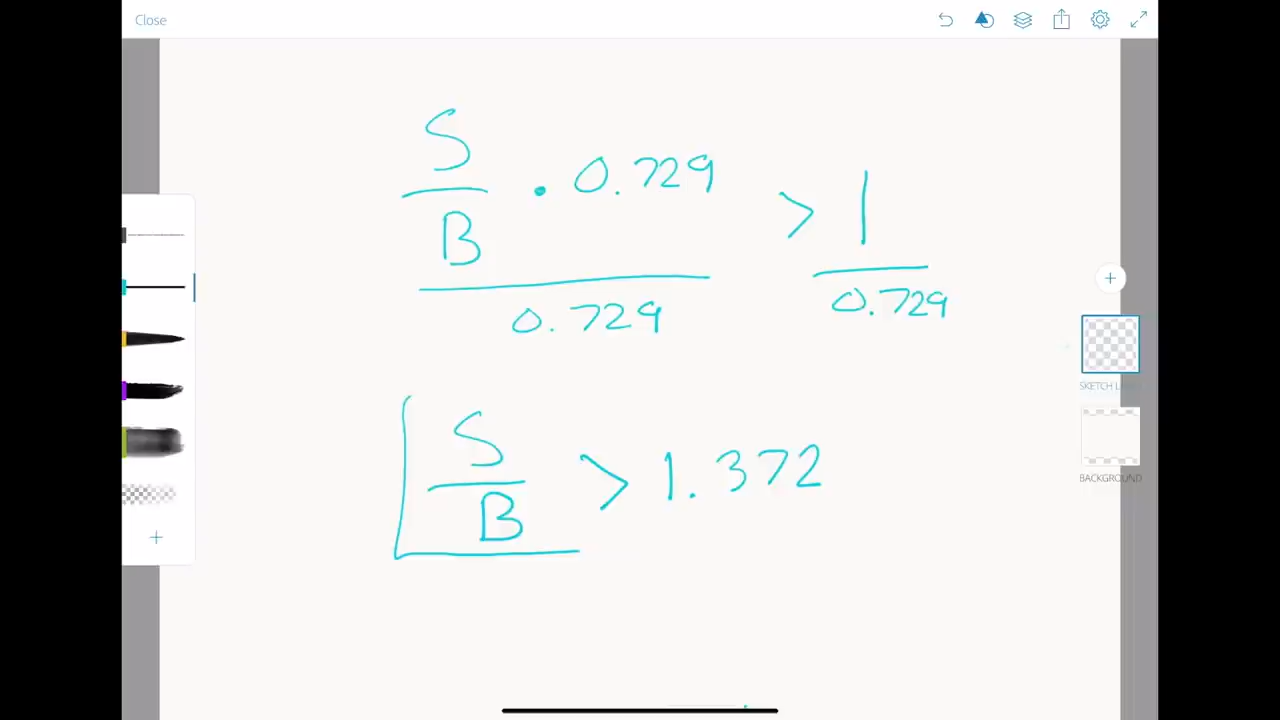 Close
S
— · 0.729
B
> 1
0.729
0.729
S
— > 1.372
B
SKETCH L
BACKGROUND